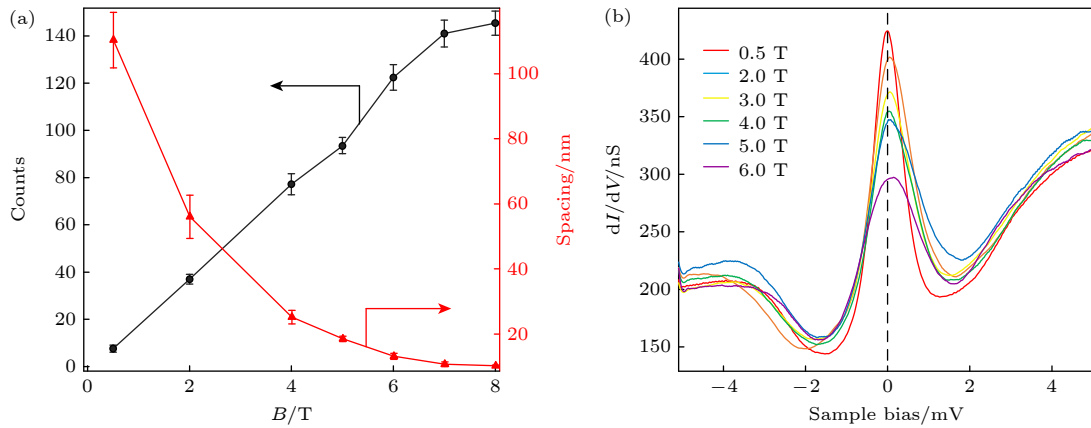 (a)
140
120
100
80
60
40
20
0
Counts
0
2
4
6
8
B/T
100
80
60
40
20
Spacing/nm
(b)
0.5 T
2.0 T
3.0 T
4.0 T
5.0 T
6.0 T
400
350
300
250
200
150
dI/dV/nS
−4
−2
0
2
4
Sample bias/mV